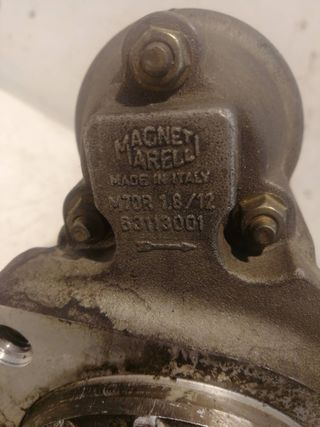 MAGNETI
MARELLI
MADE IN ITALY
M70R 1.8/12
63113001